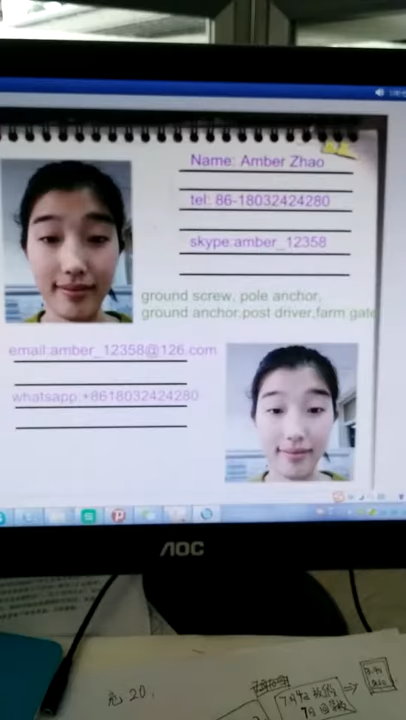 Name: Amber Zhao
tel: 86-18032424280
skype:amber_12358
ground screw, pole anchor,
ground anchor.post driver,farm gate
email:amber_12358@126.com
whatsapp:+8618032424280
AOC
20.